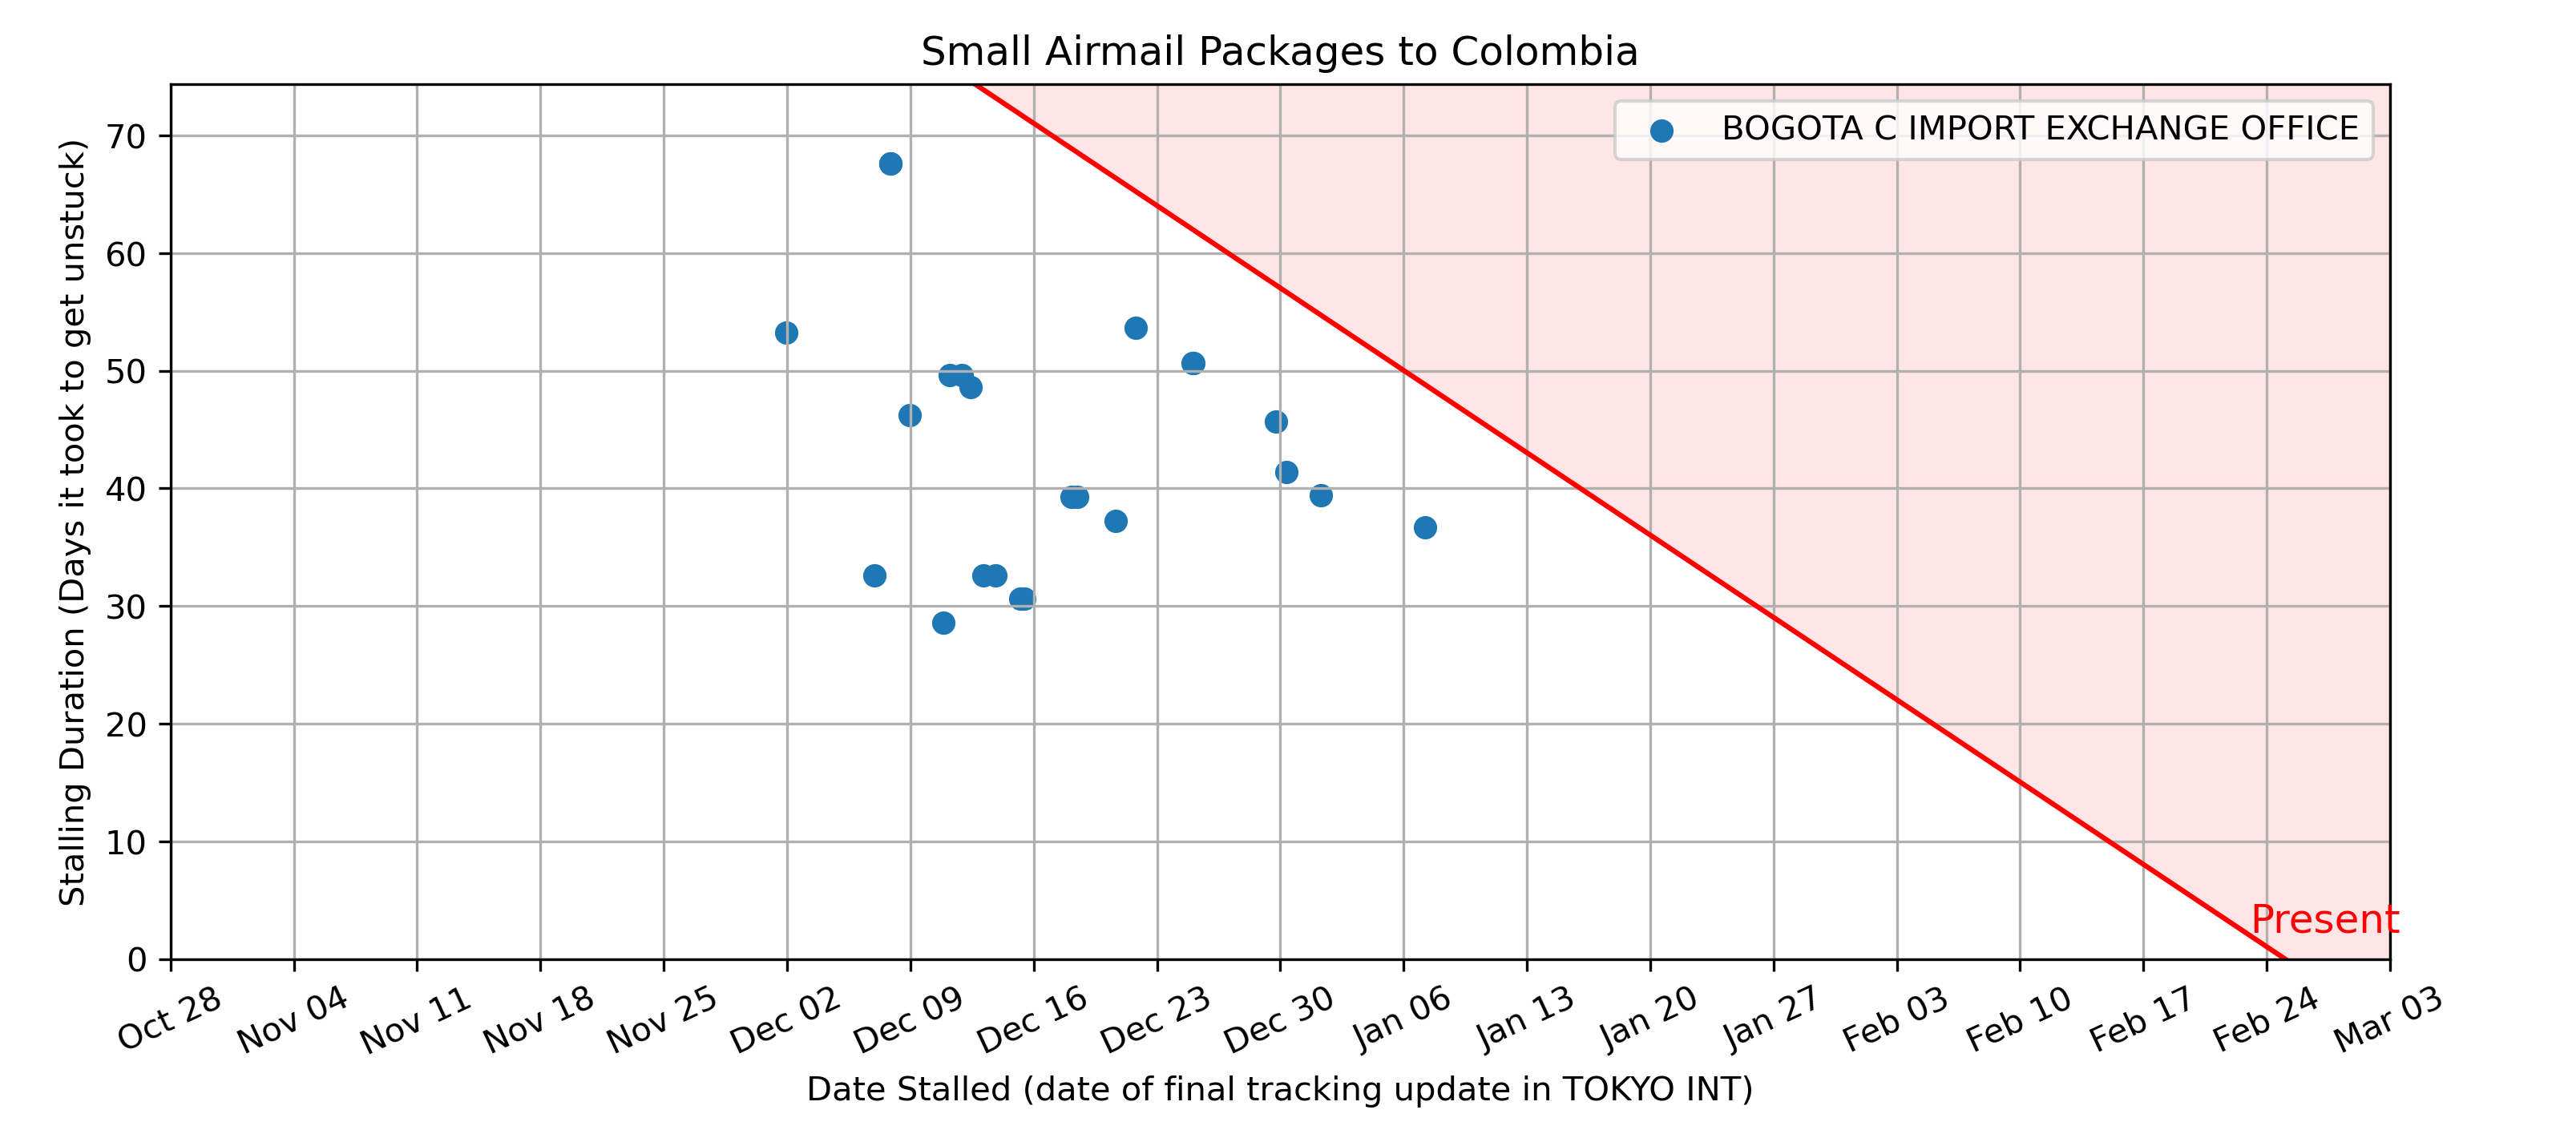 Small Airmail Packages to Colombia
BOGOTA C IMPORT EXCHANGE OFFICE
Stalling Duration (Days it took to get unstuck)
70
60
50
40
30
20
10
0
Present
Oct 28 Nov 04 Nov 11 Nov 18 Nov 25 Dec 02 Dec 09 Dec 16 Dec 23 Dec 30 Jan 06 Jan 13 Jan 20 Jan 27 Feb 03 Feb 10 Feb 17 Feb 24 Mar 03
Date Stalled (date of final tracking update in TOKYO INT)